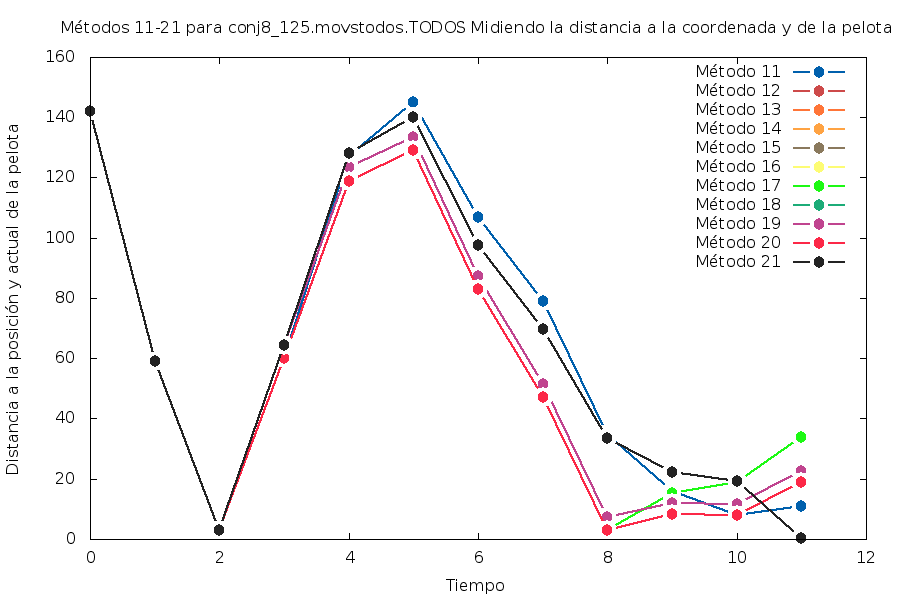 Métodos 11-21 para conj8_125.movstodos.TODOS Midiendo la distancia a la coordenada y de la pelota
160
140
120
100
80
60
40
20
0
Distancia a la posición y actual de la pelota
Método 11
Método 12
Método 13
Método 14
Método 15
Método 16
Método 17
Método 18
Método 19
Método 20
Método 21
0 2 4 6 8 10 12
Tiempo